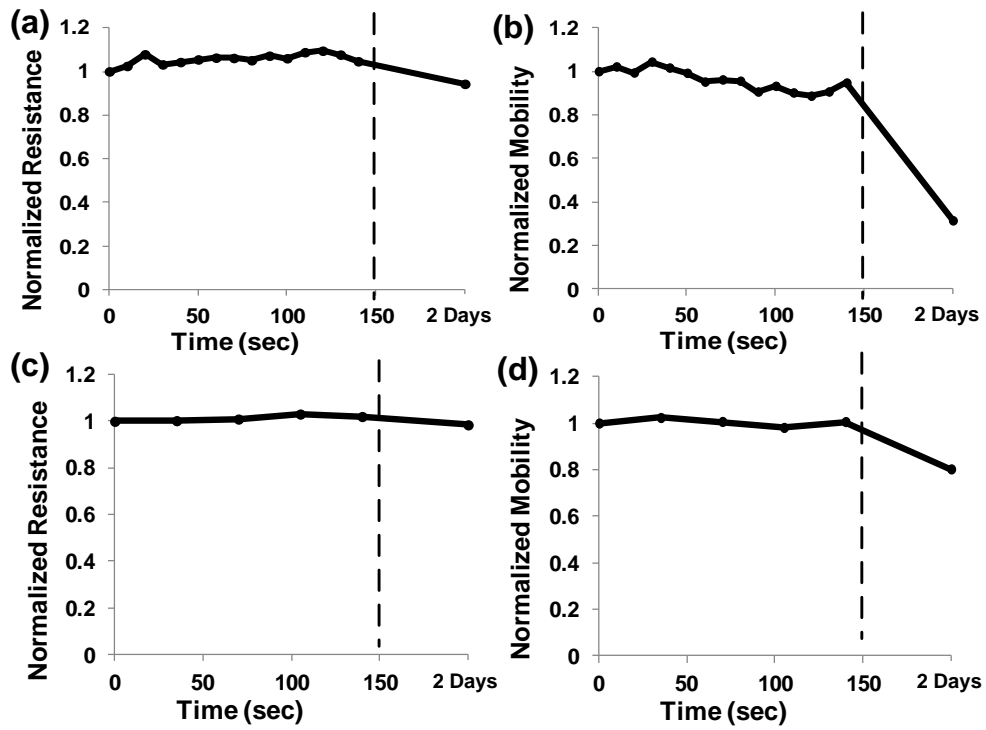 (a)
Normalized Resistance
1.2
1
0.8
0.6
0.4
0.2
0
0 50 100 150 2 Days
Time (sec)
(b)
Normalized Mobility
1.2
1
0.8
0.6
0.4
0.2
0
0 50 100 150 2 Days
Time (sec)
(c)
Normalized Resistance
1.2
1
0.8
0.6
0.4
0.2
0
0 50 100 150 2 Days
Time (sec)
(d)
Normalized Mobility
1.2
1
0.8
0.6
0.4
0.2
0
0 50 100 150 2 Days
Time (sec)